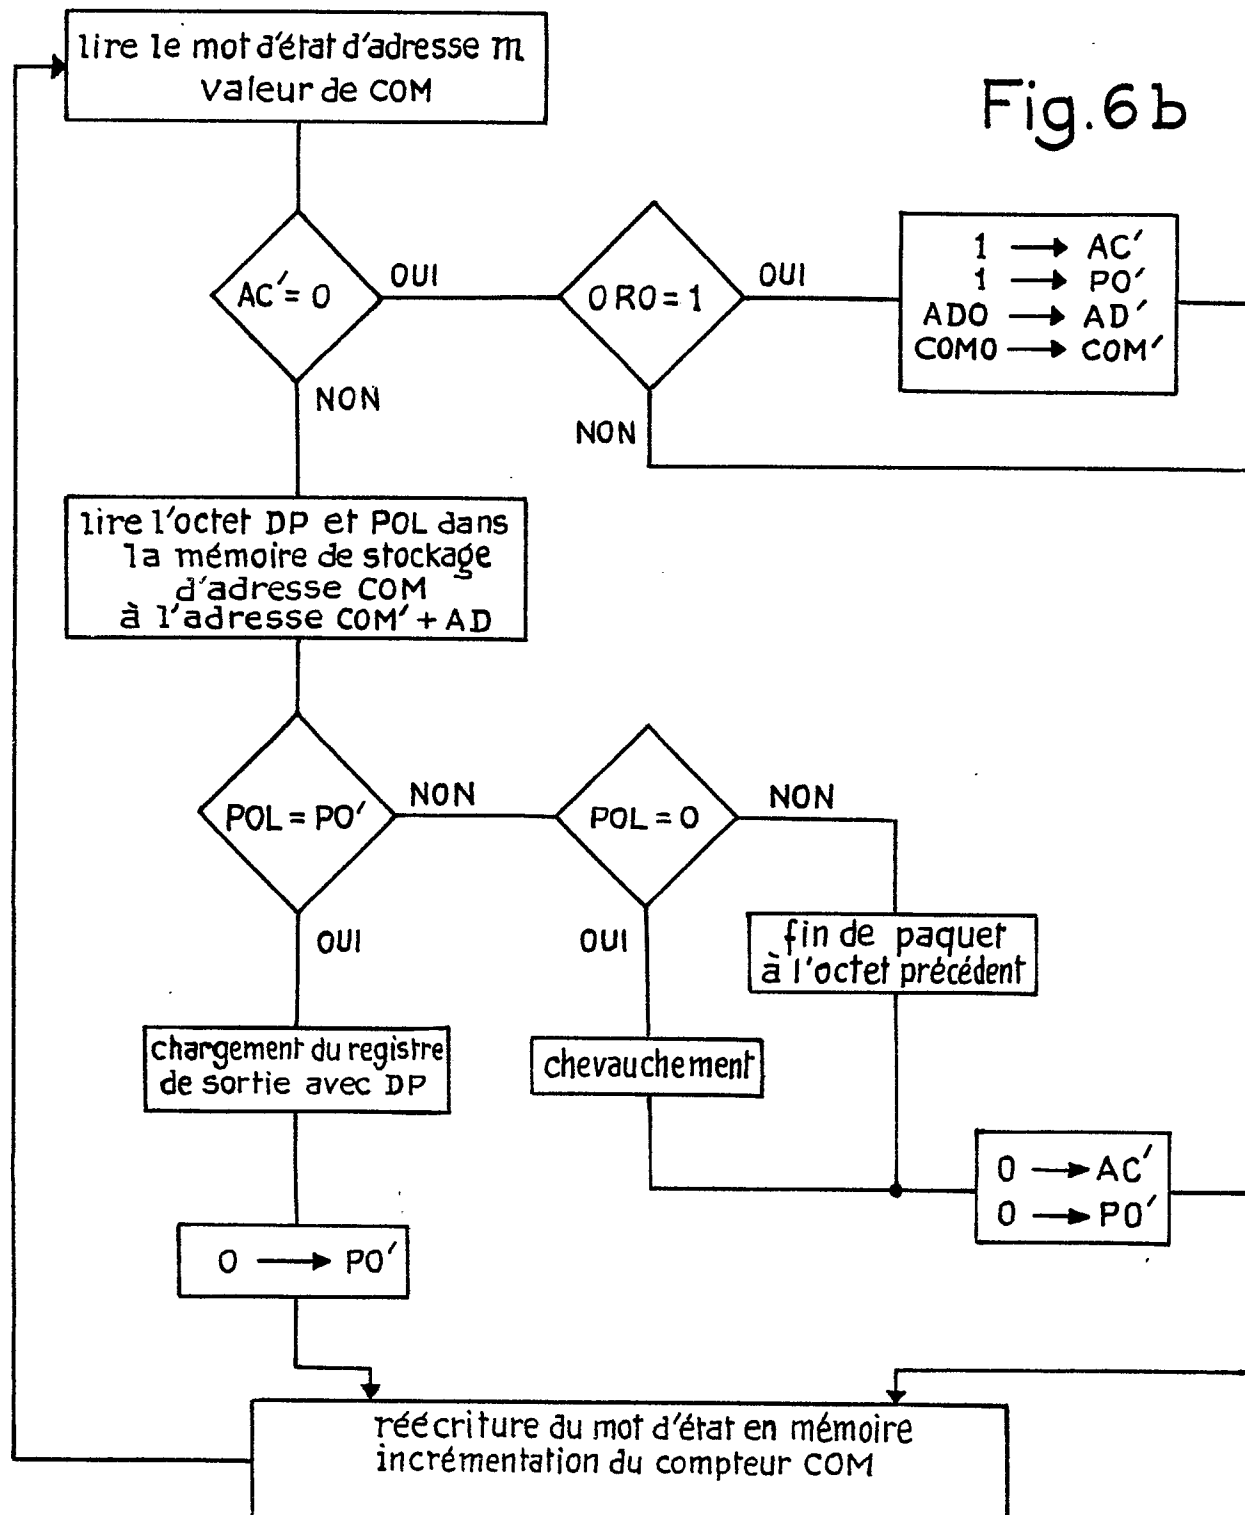 lire le mot d'état d'adresse m
valeur de COM
Fig.6b
AC'= 0
OUI
ORO = 1
OUI
1 → AC'
1 → PO'
ADO → AD'
COMO → COM'
NON
NON
lire l'octet DP et POL dans
la mémoire de stockage
d'adresse COM
à l'adresse COM' + AD
POL = PO'
NON
POL = 0
NON
OUI
OUI
fin de paquet
à l'octet précédent
chargement du registre
de sortie avec DP
chevauchement
0 → AC'
0 → PO'
0 → PO'
réécriture du mot d'état en mémoire
incrémentation du compteur COM